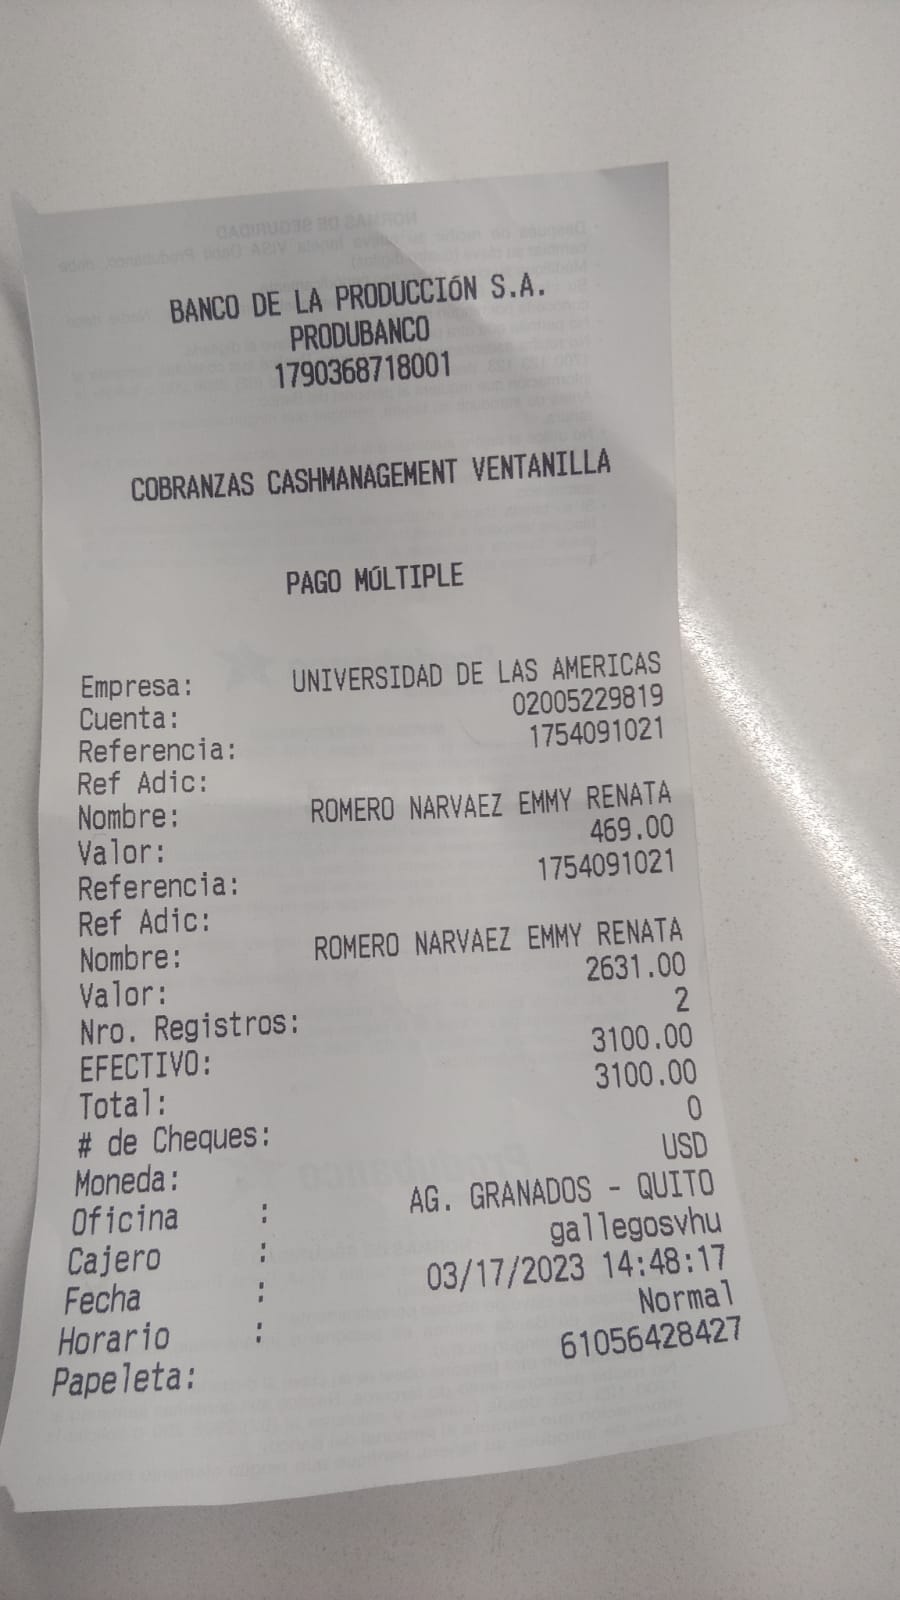 BANCO DE LA PRODUCCIÓN S.A.
PRODUBANCO
1790368718001
COBRANZAS CASHMANAGEMENT VENTANILLA
PAGO MÚLTIPLE
Empresa: UNIVERSIDAD DE LAS AMERICAS
Cuenta: 02005229819
Referencia: 1754091021
Ref Adic:
Nombre: ROMERO NARVAEZ EMMY RENATA
Valor: 469.00
Referencia: 1754091021
Ref Adic:
Nombre: ROMERO NARVAEZ EMMY RENATA
Valor: 2631.00
Nro. Registros: 2
EFECTIVO: 3100.00
Total: 3100.00
# de Cheques: 0
Moneda: USD
Oficina : AG. GRANADOS - QUITO
Cajero : gallegosvhu
Fecha : 03/17/2023 14:48:17
Horario : Normal
Papeleta: 61056428427